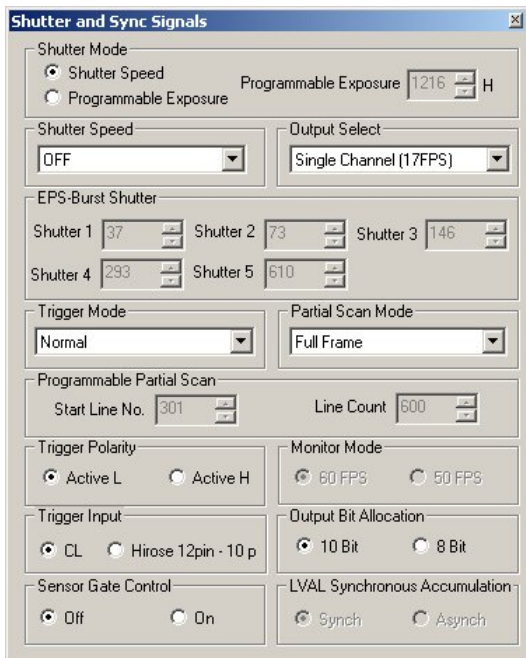 Shutter and Sync Signals
Shutter Mode
Shutter Speed
Programmable Exposure
Programmable Exposure 1216 H
Shutter Speed
OFF
Output Select
Single Channel (17FPS)
EPS-Burst Shutter
Shutter 1 37 Shutter 2 73 Shutter 3 146
Shutter 4 293 Shutter 5 610
Trigger Mode
Normal
Partial Scan Mode
Full Frame
Programmable Partial Scan
Start Line No. 301 Line Count 600
Trigger Polarity
Active L Active H
Monitor Mode
60 FPS 50 FPS
Trigger Input
CL Hirose 12pin - 10 p
Output Bit Allocation
10 Bit 8 Bit
Sensor Gate Control
Off On
LVAL Synchronous Accumulation
Synch Asynch